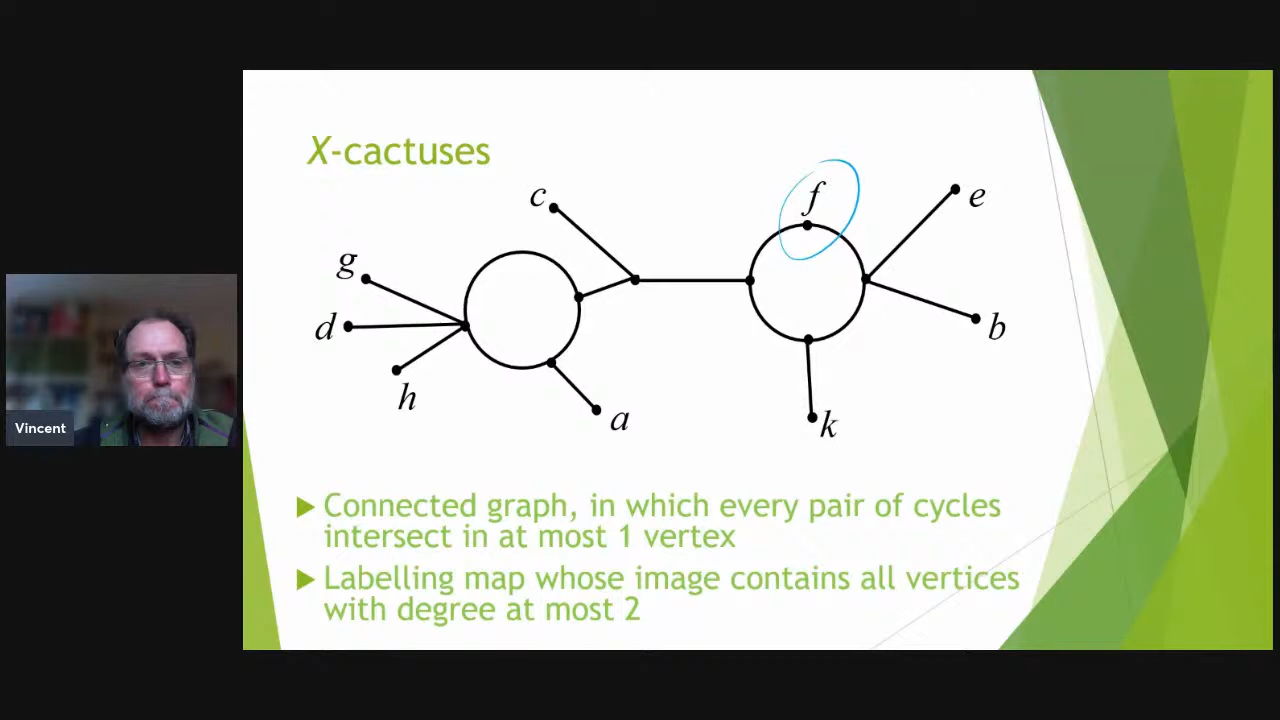 X-cactuses
c
f
e
g
d
b
h
a
k
Vincent
Connected graph, in which every pair of cycles
intersect in at most 1 vertex
Labelling map whose image contains all vertices
with degree at most 2